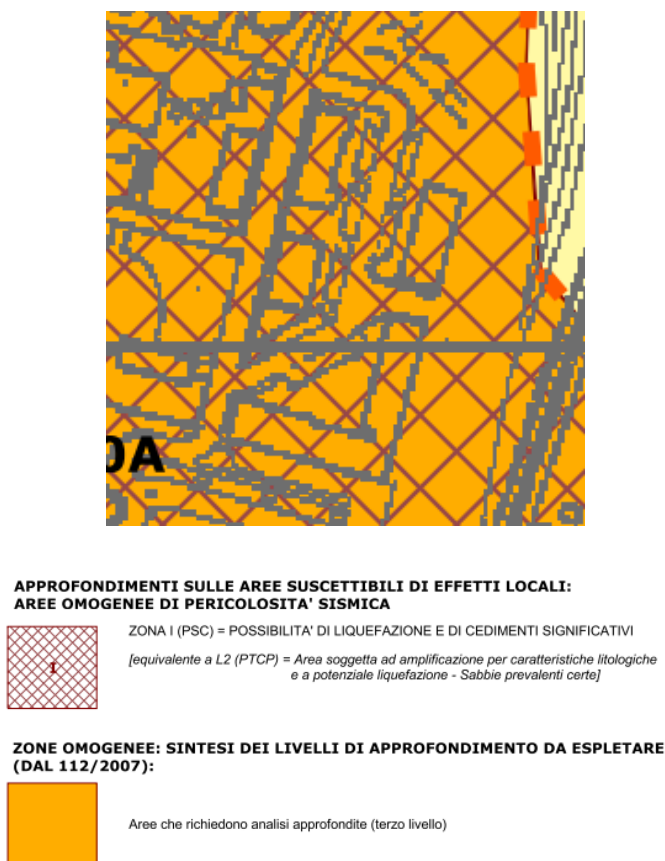 0A
APPROFONDIMENTI SULLE AREE SUSCETTIBILI DI EFFETTI LOCALI:
AREE OMOGENEE DI PERICOLOSITA' SISMICA
ZONA I (PSC) = POSSIBILITA' DI LIQUEFAZIONE E DI CEDIMENTI SIGNIFICATIVI
I
[equivalente a L2 (PTCP) = Area soggetta ad amplificazione per caratteristiche litologiche
e a potenziale liquefazione - Sabbie prevalenti certe]
ZONE OMOGENEE: SINTESI DEI LIVELLI DI APPROFONDIMENTO DA ESPLETARE
(DAL 112/2007):
Aree che richiedono analisi approfondite (terzo livello)